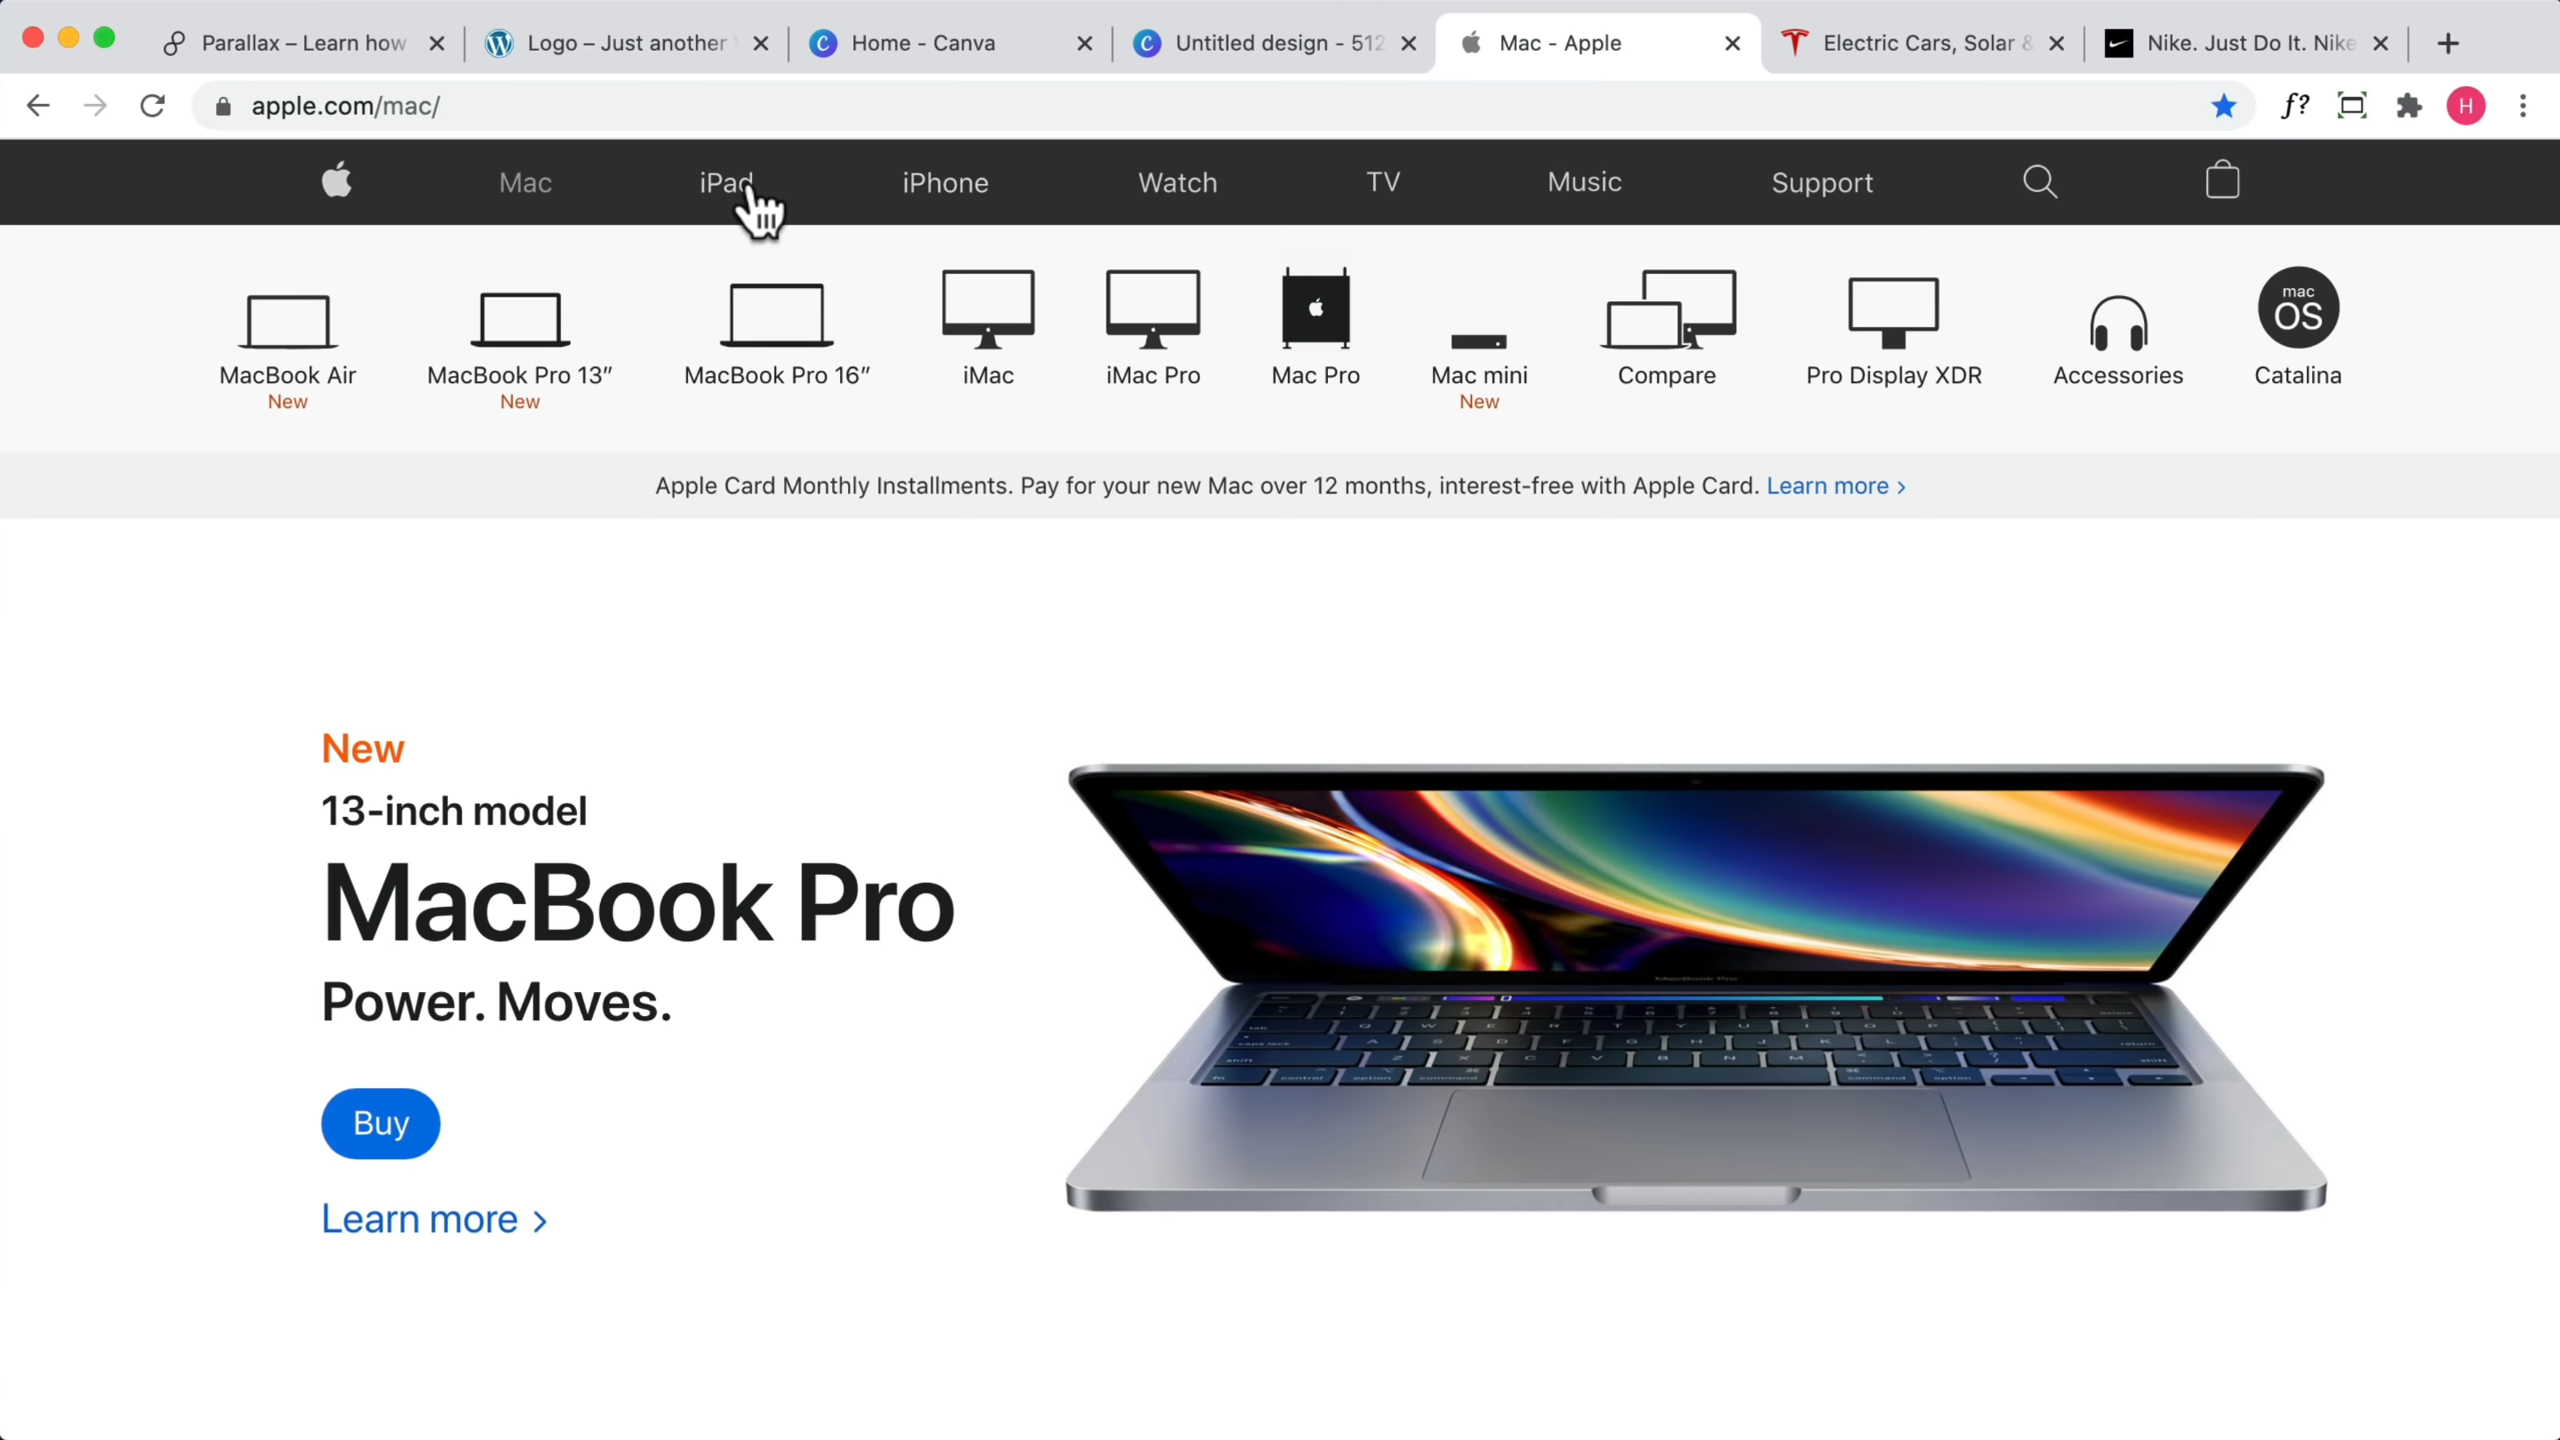 Parallax – Learn how
Logo – Just another
Home - Canva
Untitled design - 512
Mac - Apple
Electric Cars, Solar &
Nike. Just Do It. Nike
apple.com/mac/
f?
H
Mac
iPad
iPhone
Watch
TV
Music
Support
mac
OS
MacBook Air
MacBook Pro 13″
MacBook Pro 16″
iMac
iMac Pro
Mac Pro
Mac mini
Compare
Pro Display XDR
Accessories
Catalina
New
New
New
Apple Card Monthly Installments. Pay for your new Mac over 12 months, interest-free with Apple Card. Learn more >
New
13-inch model
MacBook Pro
Power. Moves.
Buy
Learn more >
MacBook Pro